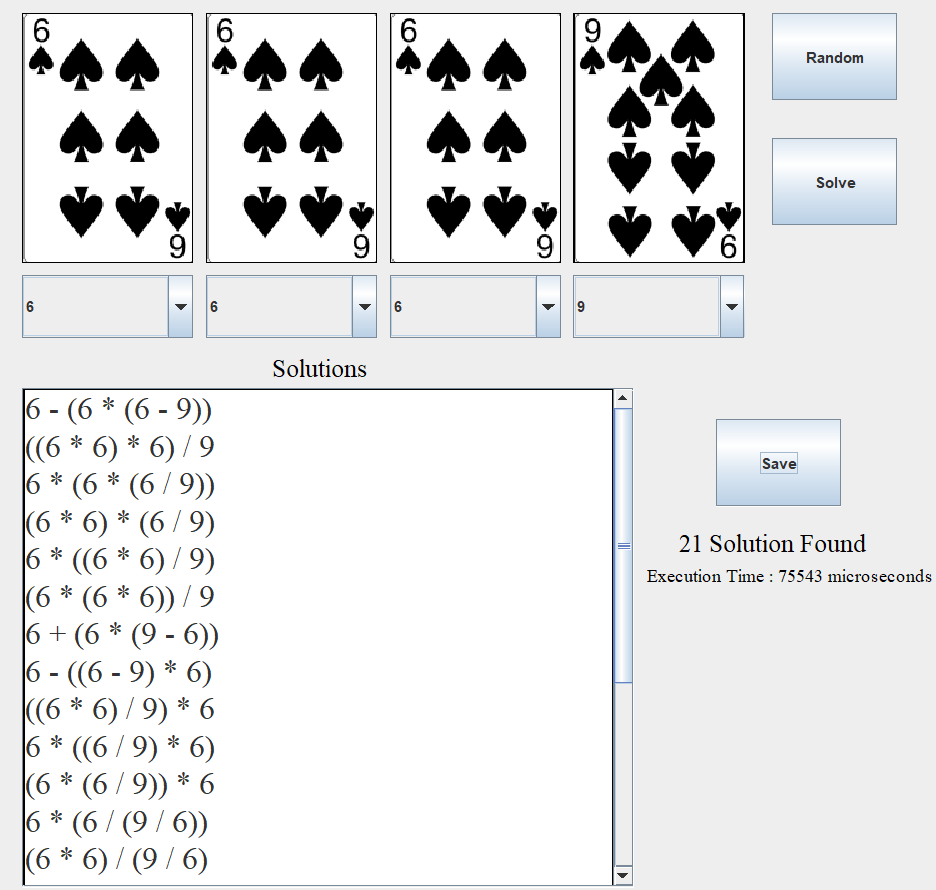 6 6 6 9
9 9 9 6
Random
Solve
6 6 6 9
Solutions
6 - (6 * (6 - 9))
((6 * 6) * 6) / 9
6 * (6 * (6 / 9))
(6 * 6) * (6 / 9)
6 * ((6 * 6) / 9)
(6 * (6 * 6)) / 9
6 + (6 * (9 - 6))
6 - ((6 - 9) * 6)
((6 * 6) / 9) * 6
6 * ((6 / 9) * 6)
(6 * (6 / 9)) * 6
6 * (6 / (9 / 6))
(6 * 6) / (9 / 6)
Save
21 Solution Found
Execution Time : 75543 microseconds